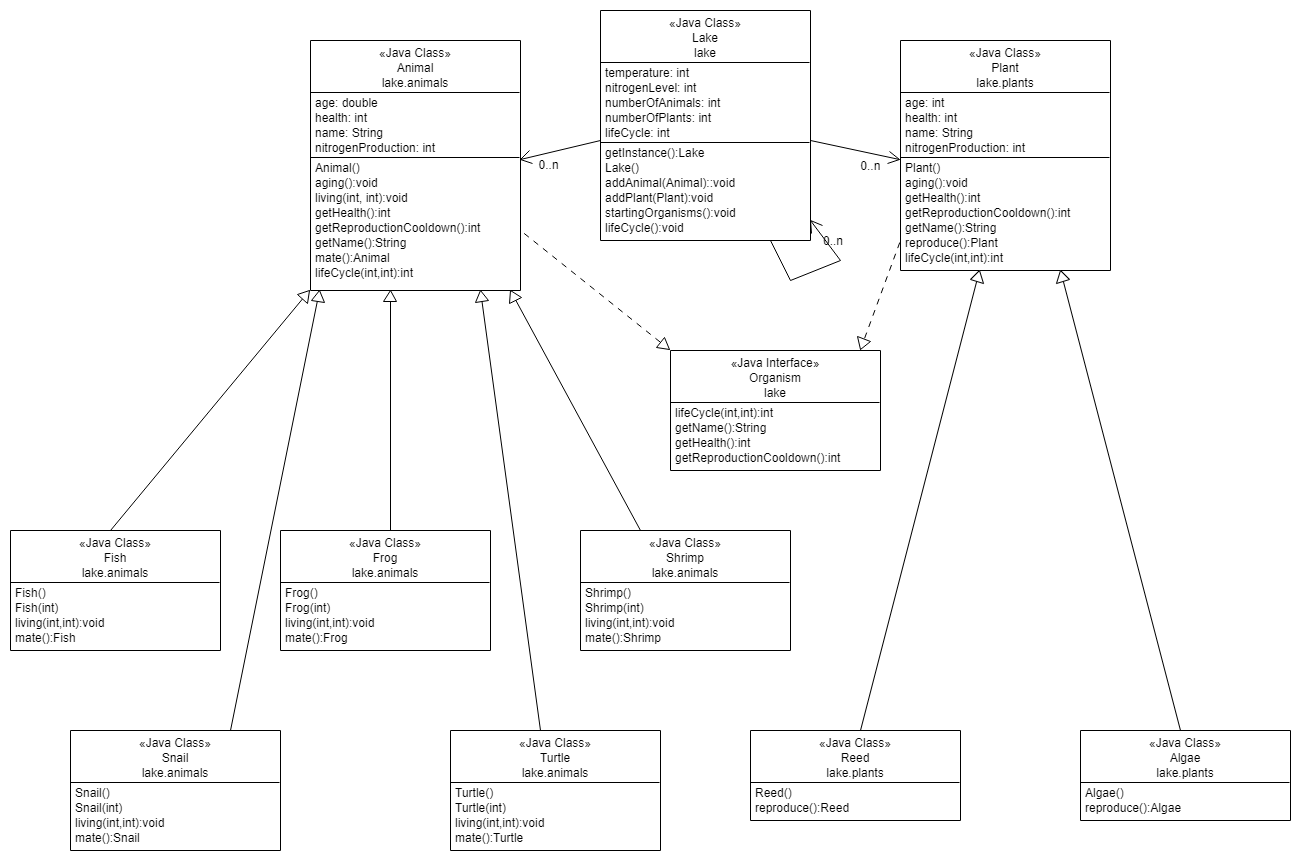 «Java Class»
Animal
lake.animals
age: double
health: int
name: String
nitrogenProduction: int
Animal()
aging():void
living(int, int):void
getHealth():int
getReproductionCooldown():int
getName():String
mate():Animal
lifeCycle(int,int):int
«Java Class»
Lake
lake
temperature: int
nitrogenLevel: int
numberOfAnimals: int
numberOfPlants: int
lifeCycle: int
getInstance():Lake
Lake()
addAnimal(Animal)::void
addPlant(Plant):void
startingOrganisms():void
lifeCycle():void
«Java Class»
Plant
lake.plants
age: int
health: int
name: String
nitrogenProduction: int
Plant()
aging():void
getHealth():int
getReproductionCooldown():int
getName():String
reproduce():Plant
lifeCycle(int,int):int
0..n
0..n
0..n
«Java Interface»
Organism
lake
lifeCycle(int,int):int
getName():String
getHealth():int
getReproductionCooldown():int
«Java Class»
Fish
lake.animals
Fish()
Fish(int)
living(int,int):void
mate():Fish
«Java Class»
Frog
lake.animals
Frog()
Frog(int)
living(int,int):void
mate():Frog
«Java Class»
Shrimp
lake.animals
Shrimp()
Shrimp(int)
living(int,int):void
mate():Shrimp
«Java Class»
Snail
lake.animals
Snail()
Snail(int)
living(int,int):void
mate():Snail
«Java Class»
Turtle
lake.animals
Turtle()
Turtle(int)
living(int,int):void
mate():Turtle
«Java Class»
Reed
lake.plants
Reed()
reproduce():Reed
«Java Class»
Algae
lake.plants
Algae()
reproduce():Algae